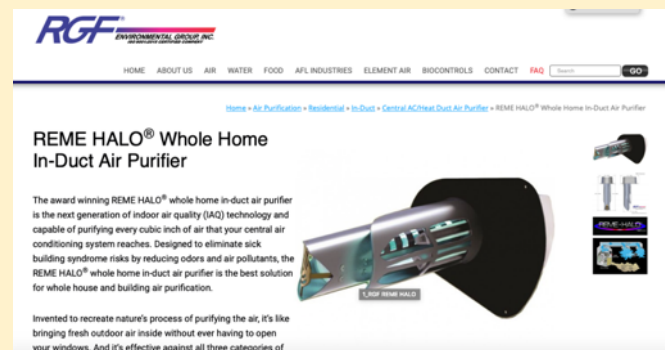 RGF ENVIRONMENTAL GROUP, INC.
HOME ABOUT US AIR WATER FOOD AFL INDUSTRIES ELEMENT AIR BIOCONTROLS CONTACT FAQ Search GO
Home » Air Purification » Residential » In-Duct » Central AC/Heat Duct Air Purifier » REME HALO® Whole Home In-Duct Air Purifier
REME HALO® Whole Home
In-Duct Air Purifier
The award winning REME HALO® whole home in-duct air purifier
is the next generation of indoor air quality (IAQ) technology and
capable of purifying every cubic inch of air that your central air
conditioning system reaches. Designed to eliminate sick
building syndrome risks by reducing odors and air pollutants, the
REME HALO® whole home in-duct air purifier is the best solution
for whole house and building air purification.
1_RGF REME HALO
REME-HALO
Invented to recreate nature's process of purifying the air, it's like
bringing fresh outdoor air inside without ever having to open
your windows. And it's effective against all three categories of